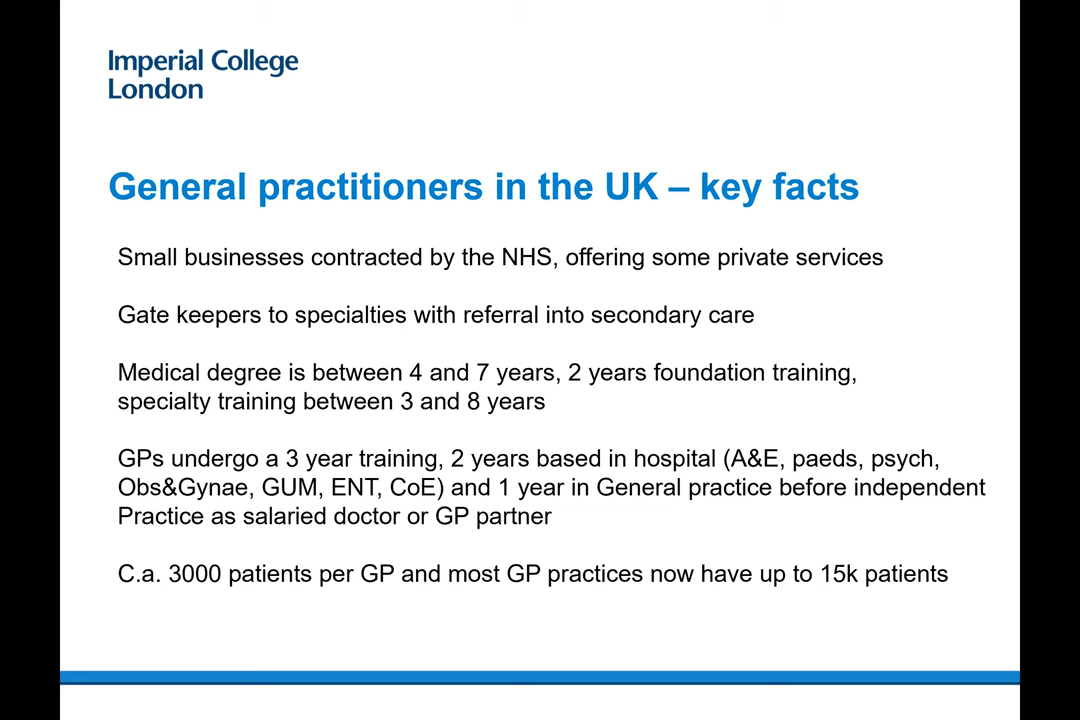 Imperial College
London
General practitioners in the UK – key facts
Small businesses contracted by the NHS, offering some private services
Gate keepers to specialties with referral into secondary care
Medical degree is between 4 and 7 years, 2 years foundation training,
specialty training between 3 and 8 years
GPs undergo a 3 year training, 2 years based in hospital (A&E, paeds, psych,
Obs&Gynae, GUM, ENT, CoE) and 1 year in General practice before independent
Practice as salaried doctor or GP partner
C.a. 3000 patients per GP and most GP practices now have up to 15k patients